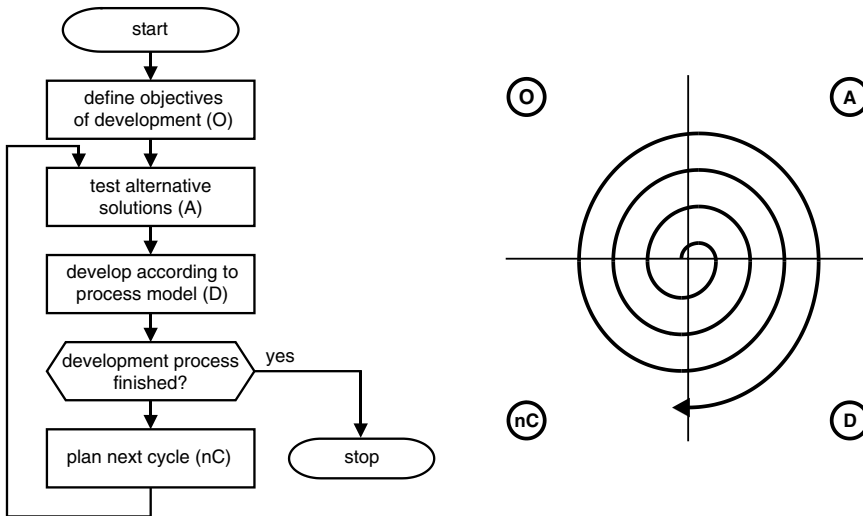 start
define objectives
of development (O)
test alternative
solutions (A)
develop according to
process model (D)
development process
finished?
yes
plan next cycle (nC)
stop
O
A
nC
D